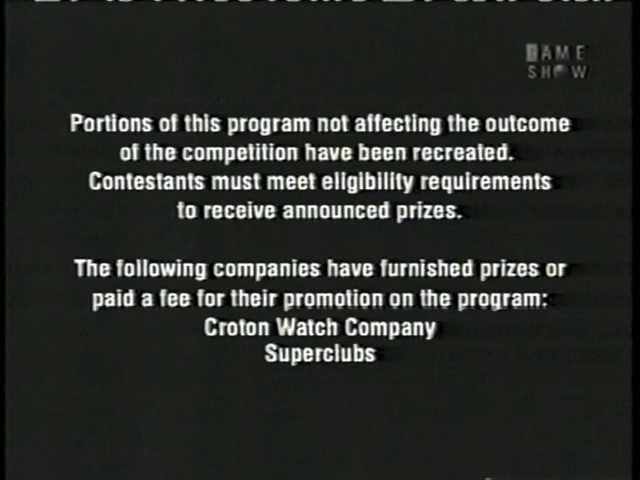 GAME
SHOW
Portions of this program not affecting the outcome
of the competition have been recreated.
Contestants must meet eligibility requirements
to receive announced prizes.
The following companies have furnished prizes or
paid a fee for their promotion on the program:
Croton Watch Company
Superclubs